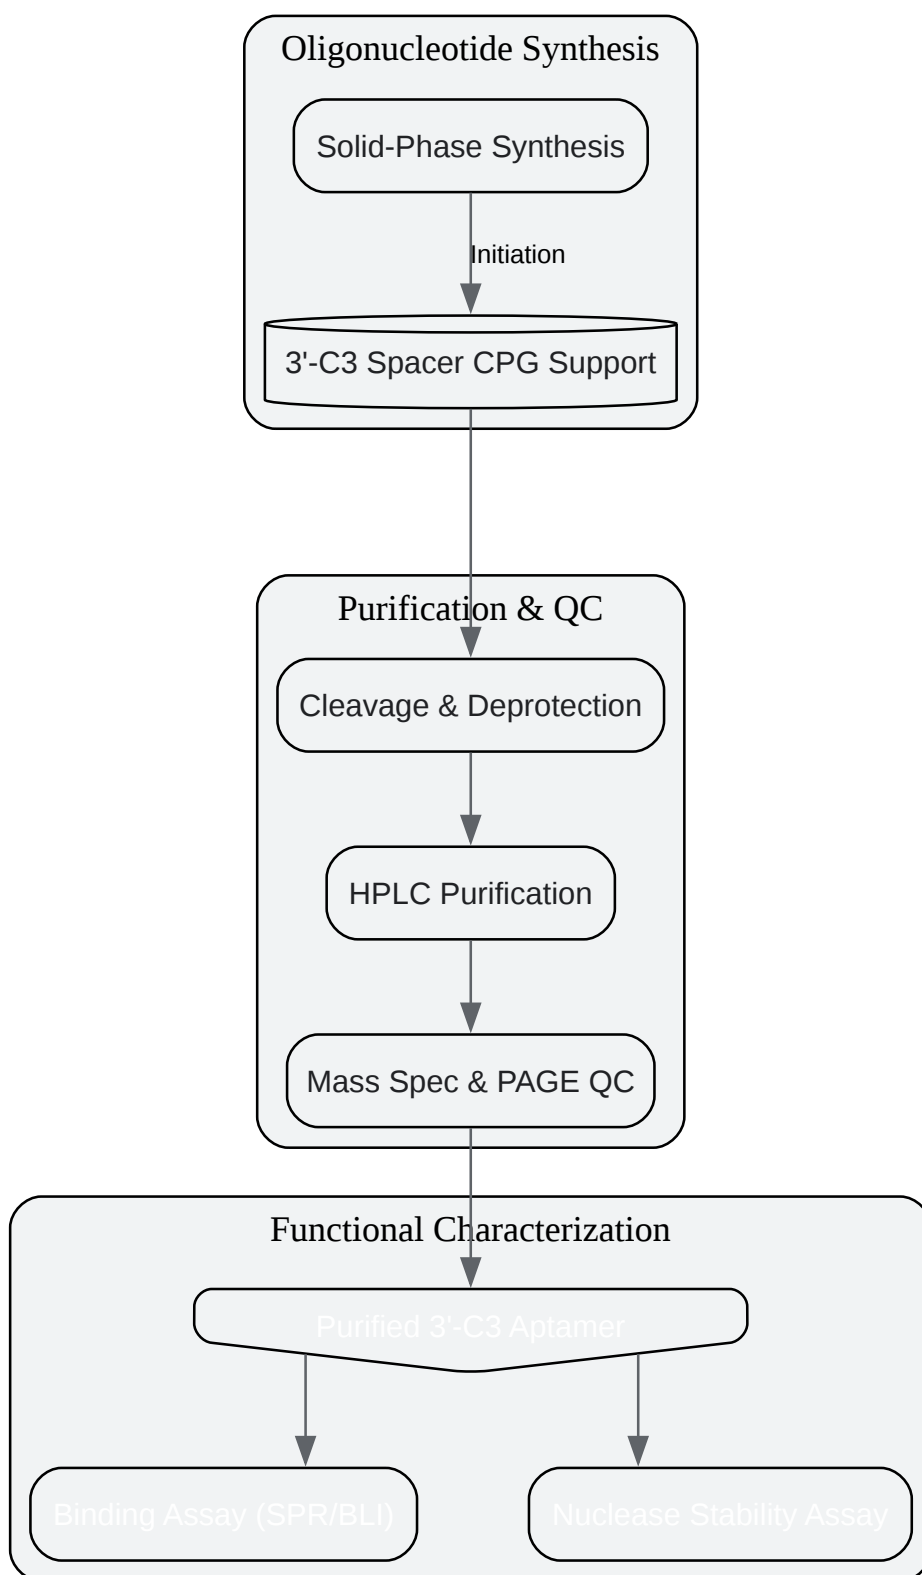 Oligonucleotide Synthesis
Solid-Phase Synthesis
Initiation
3'-C3 Spacer CPG Support
Purification & QC
Cleavage & Deprotection
HPLC Purification
Mass Spec & PAGE QC
Functional Characterization
Purified 3'-C3 Aptamer
Binding Assay (SPR/BLI)
Nuclease Stability Assay